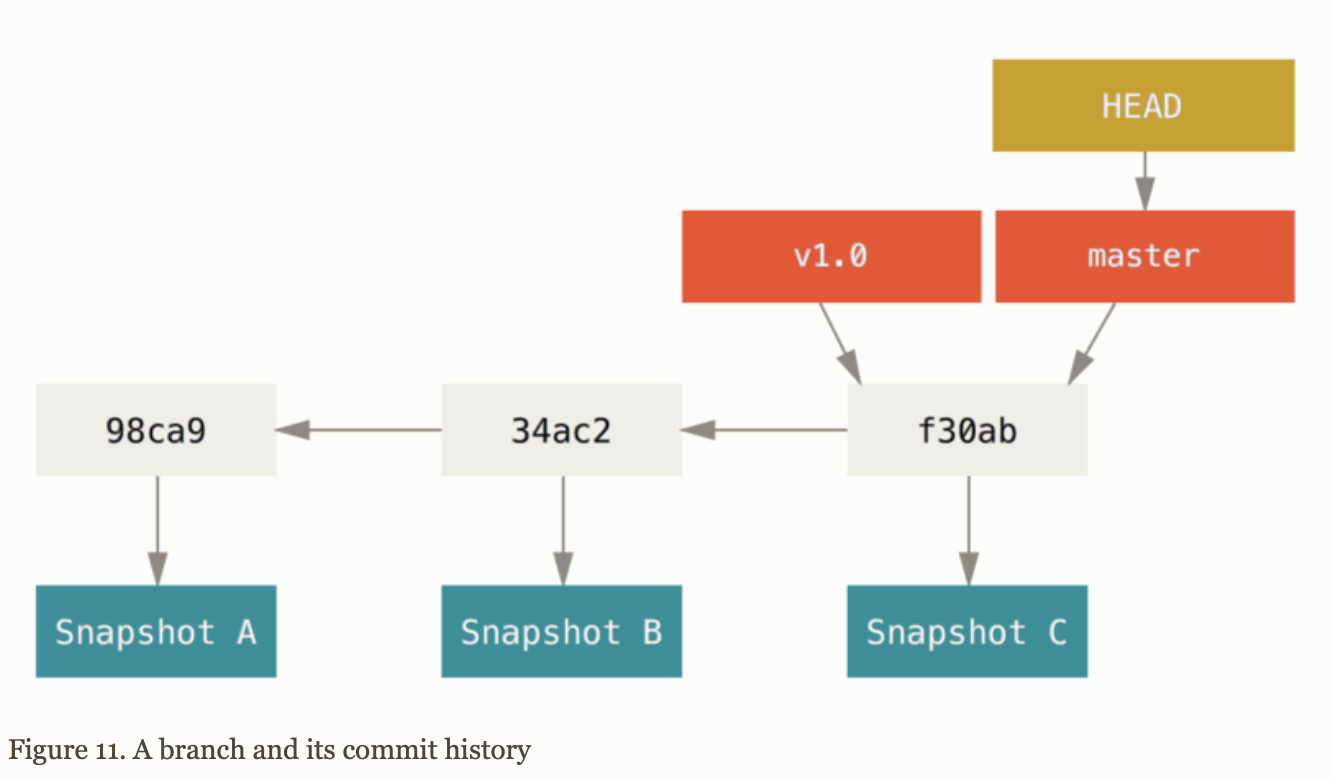 HEAD
v1.0
master
98ca9
34ac2
f30ab
Snapshot A
Snapshot B
Snapshot C
Figure 11. A branch and its commit history